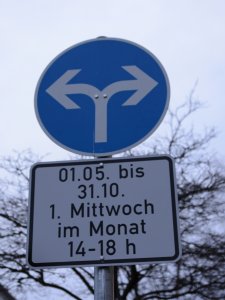 01.05. bis
31.10.
1. Mittwoch
im Monat
14-18 h